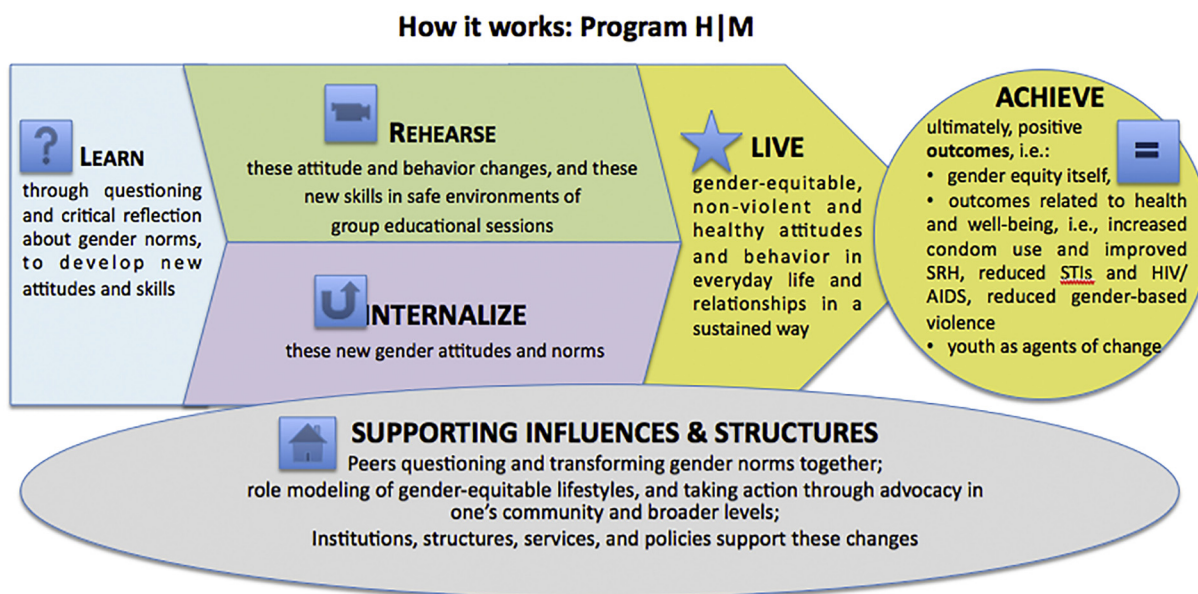 How it works: Program H|M
?
LEARN
through questioning
and critical reflection
about gender norms,
to develop new
attitudes and skills
REHEARSE
these attitude and behavior changes, and these
new skills in safe environments of
group educational sessions
INTERNALIZE
these new gender attitudes and norms
LIVE
gender-equitable,
non-violent and
healthy attitudes
and behavior in
everyday life and
relationships in a
sustained way
ACHIEVE
ultimately, positive
outcomes, i.e.:
=
• gender equity itself,
• outcomes related to health
and well-being, i.e., increased
condom use and improved
SRH, reduced STIs and HIV/
AIDS, reduced gender-based
violence
• youth as agents of change
SUPPORTING INFLUENCES & STRUCTURES
Peers questioning and transforming gender norms together;
role modeling of gender-equitable lifestyles, and taking action through advocacy in
one’s community and broader levels;
Institutions, structures, services, and policies support these changes